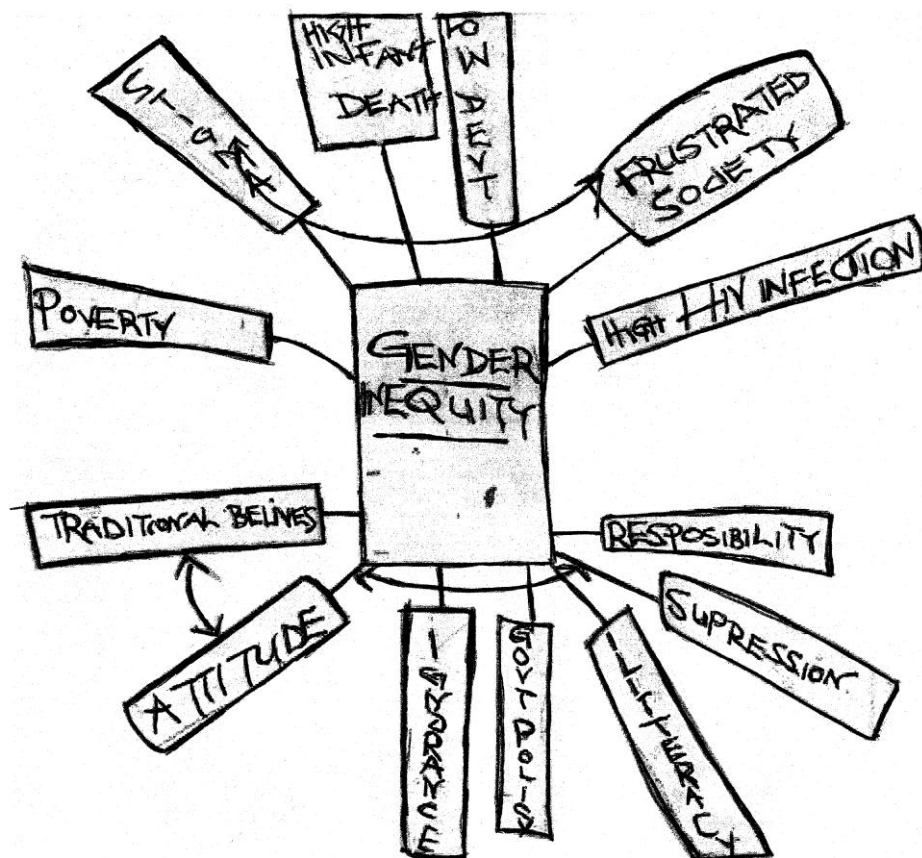 HIGH
INFANT
DEATH
LOW DEVT
STIGMA
FRUSTRATED
SOCIETY
HIGH HIV INFECTION
POVERTY
GENDER
INEQUITY
TRADITIONAL BELIVES
RESPOSIBILITY
ATTITUDE
SUPRESSION
IGNORANCE
GOVT POLICY
ILITTERACY